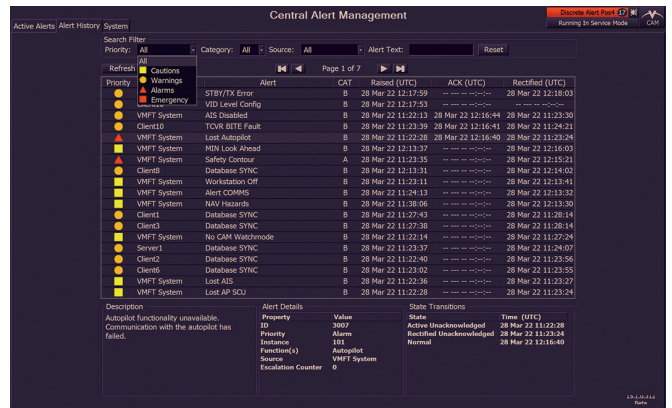 Central Alert Management
Discrete Alert Pos4 17
Active Alerts Alert History System
Running In Service Mode CAM
Search Filter
Priority: All Category: All Source: All Alert Text: Reset
All
Cautions
Warnings
Alarms
Emergency
Refresh Page 1 of 7
Priority Alert CAT Raised (UTC) ACK (UTC) Rectified (UTC)
STBY/TX Error B 28 Mar 22 12:17:59 -- --- -- --:--:-- 28 Mar 22 12:18:03
Client10 VID Level Config B 28 Mar 22 12:17:53 -- --- -- --:--:--
VMFT System AIS Disabled B 28 Mar 22 11:22:13 28 Mar 22 12:16:44 28 Mar 22 11:23:30
Client10 TCVR BITE Fault B 28 Mar 22 11:23:39 28 Mar 22 12:16:41 28 Mar 22 11:24:21
VMFT System Lost Autopilot B 28 Mar 22 11:22:28 28 Mar 22 12:16:40 28 Mar 22 11:23:24
VMFT System MIN Look Ahead B 28 Mar 22 12:13:37 -- --- -- --:--:-- 28 Mar 22 12:16:03
VMFT System Safety Contour A 28 Mar 22 11:23:35 -- --- -- --:--:-- 28 Mar 22 12:15:21
Client8 Database SYNC B 28 Mar 22 12:13:31 -- --- -- --:--:-- 28 Mar 22 12:14:02
VMFT System Workstation Off B 28 Mar 22 11:23:11 -- --- -- --:--:-- 28 Mar 22 12:13:41
VMFT System Alert COMMS B 28 Mar 22 11:24:13 -- --- -- --:--:-- 28 Mar 22 12:13:32
VMFT System NAV Hazards B 28 Mar 22 11:38:06 -- --- -- --:--:-- 28 Mar 22 12:13:30
Client1 Database SYNC B 28 Mar 22 11:27:43 -- --- -- --:--:-- 28 Mar 22 11:28:14
Client3 Database SYNC B 28 Mar 22 11:27:38 -- --- -- --:--:-- 28 Mar 22 11:28:14
VMFT System No CAM Watchmode B 28 Mar 22 11:22:14 -- --- -- --:--:-- 28 Mar 22 11:27:24
Server1 Database SYNC B 28 Mar 22 11:23:37 -- --- -- --:--:-- 28 Mar 22 11:24:07
Client2 Database SYNC B 28 Mar 22 11:22:40 -- --- -- --:--:-- 28 Mar 22 11:23:56
Client6 Database SYNC B 28 Mar 22 11:23:02 -- --- -- --:--:-- 28 Mar 22 11:23:55
VMFT System Lost AIS B 28 Mar 22 11:22:36 -- --- -- --:--:-- 28 Mar 22 11:23:27
VMFT System Lost AP SCU B 28 Mar 22 11:22:28 -- --- -- --:--:-- 28 Mar 22 11:23:24
Description Alert Details State Transitions
Autopilot functionality unavailable. Property Value State Time (UTC)
Communication with the autopilot has ID 3007 Active Unacknowledged 28 Mar 22 11:22:28
failed. Priority Alarm Rectified Unacknowledged 28 Mar 22 11:23:24
Instance 101 Normal 28 Mar 22 12:16:40
Function(s) Autopilot
Source VMFT System
Escalation Counter 0